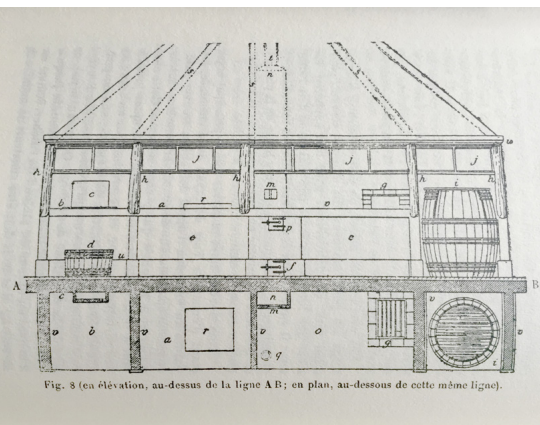 s
n
w
h h h h h
j j j
c m g i
b a r o
p
d e e
u f
A B
c n v
m
v b v a r v o v
g
q r
Fig. 8 (en élévation, au-dessus de la ligne A B ; en plan, au-dessous de cette même ligne).